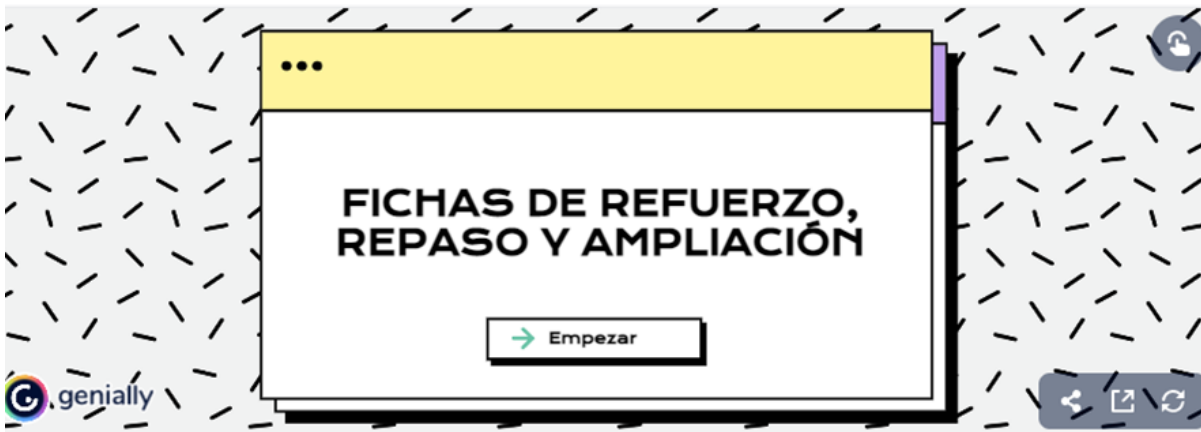 FICHAS DE REFUERZO,
REPASO Y AMPLIACIÓN
Empezar
genially